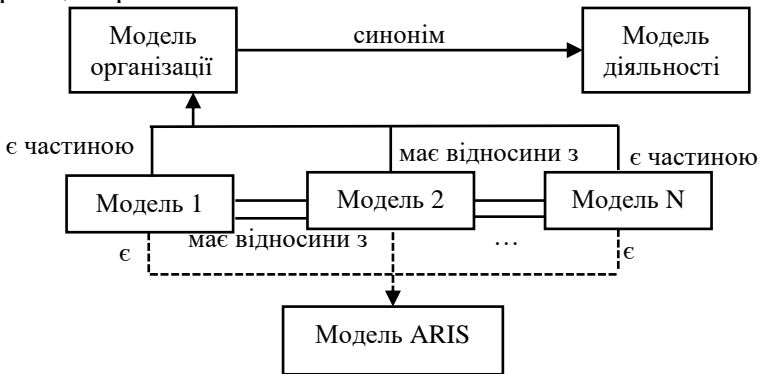 Модель
організації
синонім
Модель
діяльності
є частиною
має відносини з
є частиною
Модель 1
Модель 2
Модель N
має відносини з
…
є
є
Модель ARIS